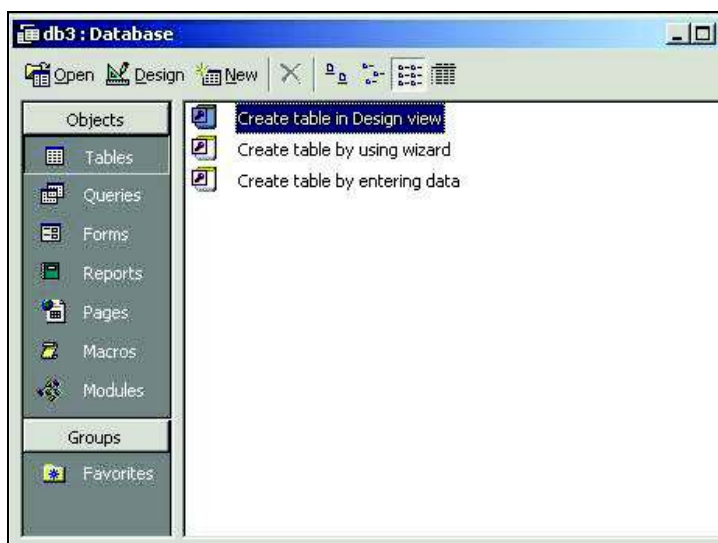 db3 : Database
Open Design New
Objects
Tables
Queries
Forms
Reports
Pages
Macros
Modules
Groups
Favorites
Create table in Design view
Create table by using wizard
Create table by entering data